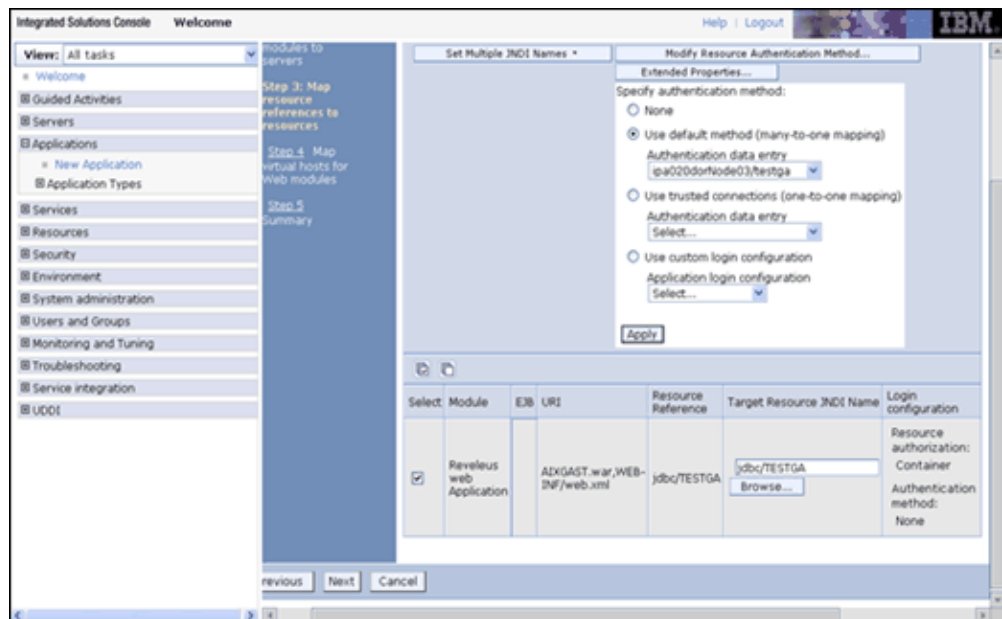 Integrated Solutions Console Welcome Help | Logout IBM.
View: All tasks
Welcome
Guided Activities
Servers
Applications
New Application
Application Types
Services
Resources
Security
Environment
System administration
Users and Groups
Monitoring and Tuning
Troubleshooting
Service integration
UDDI
modules to
servers
Step 3: Map
resource
references to
resources
Step 4 Map
virtual hosts for
Web modules
Step 5
Summary
Set Multiple JNDI Names
Modify Resource Authentication Method...
Extended Properties...
Specify authentication method:
None
Use default method (many-to-one mapping)
Authentication data entry
ipa020dorNode03/testga
Use trusted connections (one-to-one mapping)
Authentication data entry
Select...
Use custom login configuration
Application login configuration
Select...
Apply
Select Module EJB URI Resource Reference Target Resource JNDI Name Login configuration
Reveleus
web
Application
AIXGAST.war,WEB-
INF/web.xml
jdbc/TESTGA
jdbc/TESTGA
Browse...
Resource
authorization:
Container
Authentication
method:
None
revious Next Cancel